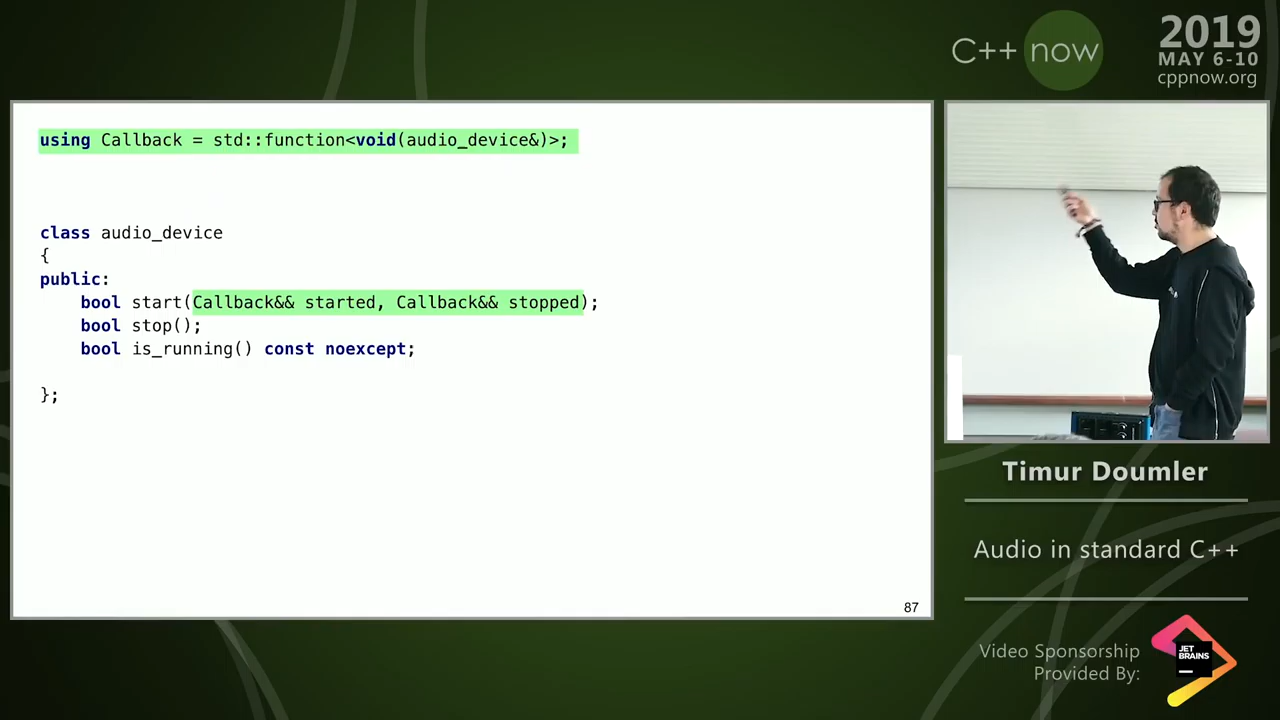 C++ now
2019
MAY 6-10
cppnow.org
using Callback = std::function<void(audio_device&)>;
class audio_device
{
public:
    bool start(Callback&& started, Callback&& stopped);
    bool stop();
    bool is_running() const noexcept;
};
87
Timur Doumler
Audio in standard C++
Video Sponsorship
Provided By:
JET
BRAINS